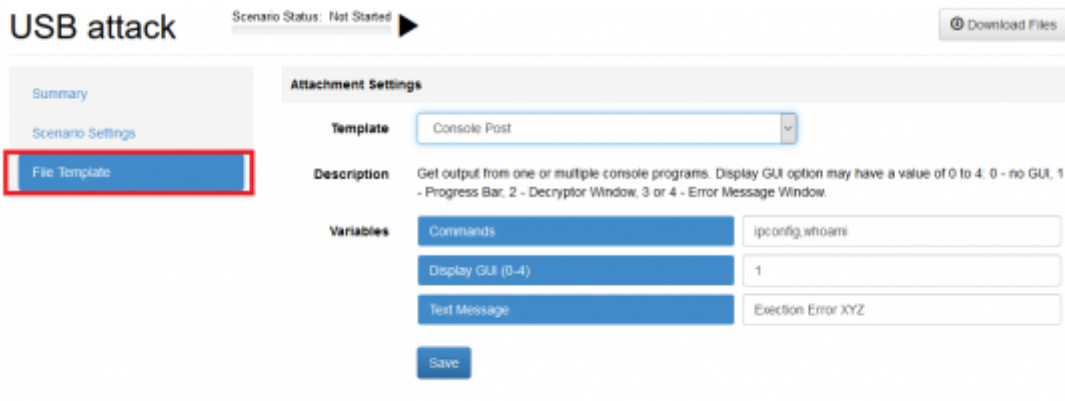 USB attack
Scenario Status: Not Started
Download Files
Summary
Scenario Settings
File Template
Attachment Settings
Template
Console Post
Description
Get output from one or multiple console programs. Display GUI option may have a value of 0 to 4: 0 - no GUI, 1
- Progress Bar, 2 - Decryptor Window, 3 or 4 - Error Message Window.
Variables
Commands
ipconfig,whoami
Display GUI (0-4)
1
Text Message
Exection Error XYZ
Save